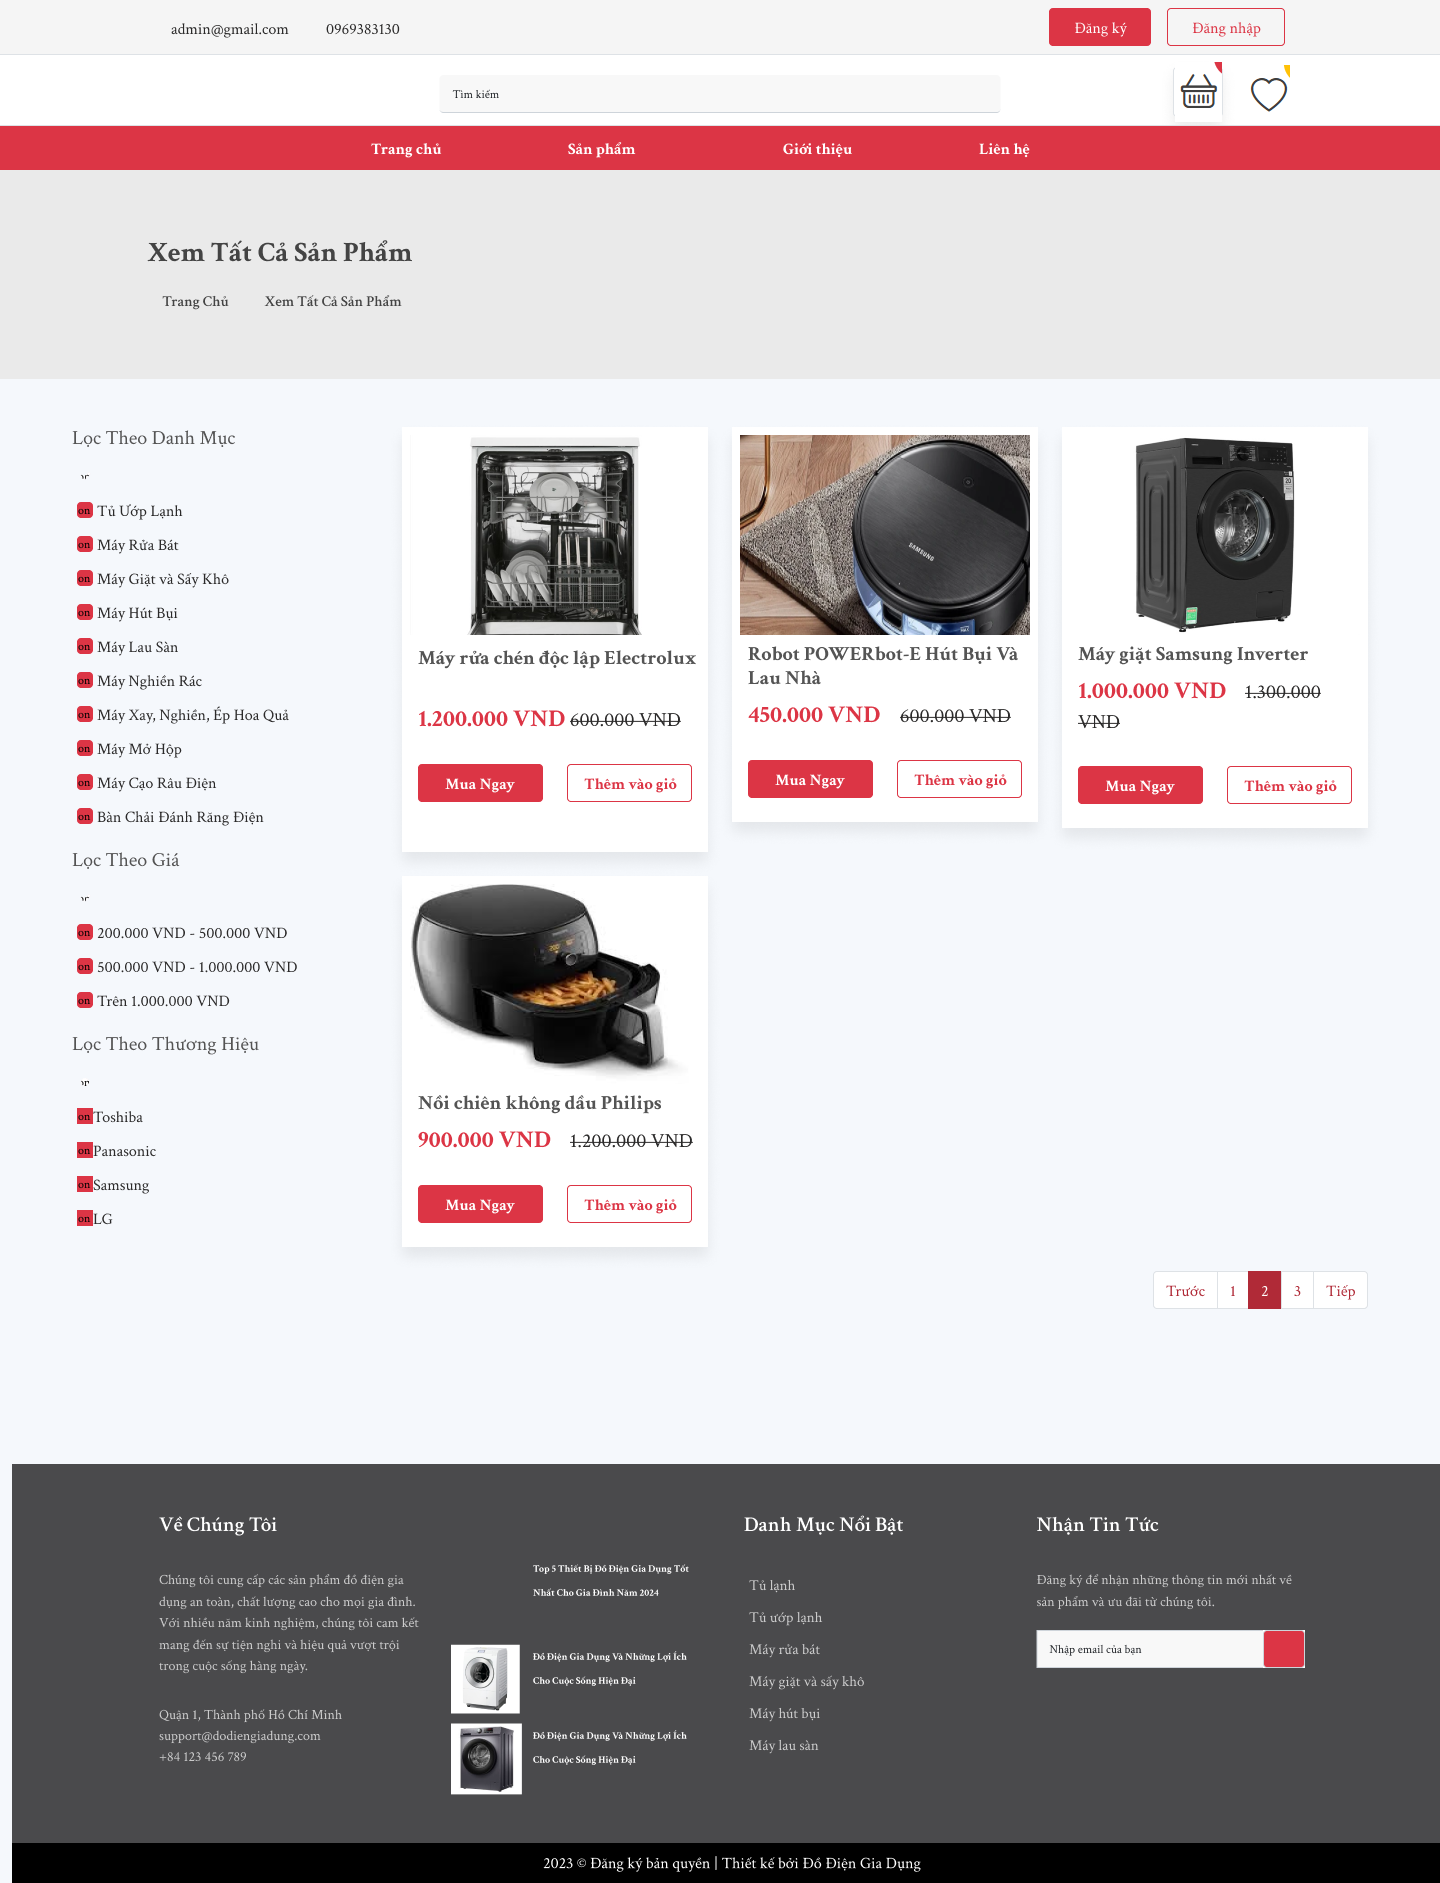 admin@gmail.com 0969383130 Đăng ký Đăng nhập
Tìm kiếm
Trang chủ Sản phẩm Giới thiệu Liên hệ
Xem Tất Cả Sản Phẩm
Trang Chủ Xem Tất Cả Sản Phẩm
Lọc Theo Danh Mục
on Tủ Ướp Lạnh
on Máy Rửa Bát
on Máy Giặt và Sấy Khô
on Máy Hút Bụi
on Máy Lau Sàn
on Máy Nghiền Rác
on Máy Xay, Nghiền, Ép Hoa Quả
on Máy Mở Hộp
on Máy Cạo Râu Điện
on Bàn Chải Đánh Răng Điện
Lọc Theo Giá
on 200.000 VND - 500.000 VND
on 500.000 VND - 1.000.000 VND
on Trên 1.000.000 VND
Lọc Theo Thương Hiệu
on Toshiba
on Panasonic
on Samsung
on LG
Máy rửa chén độc lập Electrolux
1.200.000 VND 600.000 VND
Mua Ngay Thêm vào giỏ
SAMSUNG
Robot POWERbot-E Hút Bụi Và
Lau Nhà
450.000 VND 600.000 VND
Mua Ngay Thêm vào giỏ
Máy giặt Samsung Inverter
1.000.000 VND 1.300.000
VND
Mua Ngay Thêm vào giỏ
Nồi chiên không dầu Philips
900.000 VND 1.200.000 VND
Mua Ngay Thêm vào giỏ
Trước 1 2 3 Tiếp
Về Chúng Tôi
Chúng tôi cung cấp các sản phẩm đồ điện gia
dụng an toàn, chất lượng cao cho mọi gia đình.
Với nhiều năm kinh nghiệm, chúng tôi cam kết
mang đến sự tiện nghi và hiệu quả vượt trội
trong cuộc sống hàng ngày.
Quận 1, Thành phố Hồ Chí Minh
support@dodiengiadung.com
+84 123 456 789
Top 5 Thiết Bị Đồ Điện Gia Dụng Tốt
Nhất Cho Gia Đình Năm 2024
Đồ Điện Gia Dụng Và Những Lợi Ích
Cho Cuộc Sống Hiện Đại
Đồ Điện Gia Dụng Và Những Lợi Ích
Cho Cuộc Sống Hiện Đại
Danh Mục Nổi Bật
Tủ lạnh
Tủ ướp lạnh
Máy rửa bát
Máy giặt và sấy khô
Máy hút bụi
Máy lau sàn
Nhận Tin Tức
Đăng ký để nhận những thông tin mới nhất về
sản phẩm và ưu đãi từ chúng tôi.
Nhập email của bạn
2023 © Đăng ký bản quyền | Thiết kế bởi Đồ Điện Gia Dụng